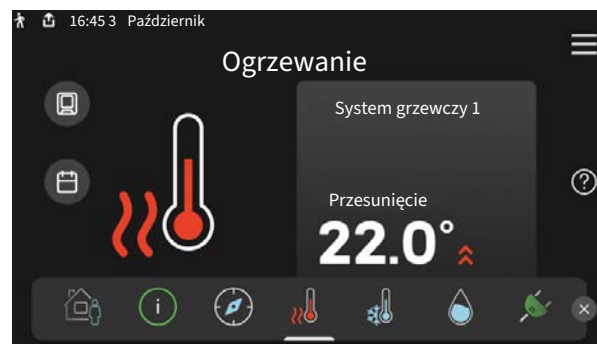 16:45 3 Październik
Ogrzewanie
System grzewczy 1
Przesunięcie
22.0°